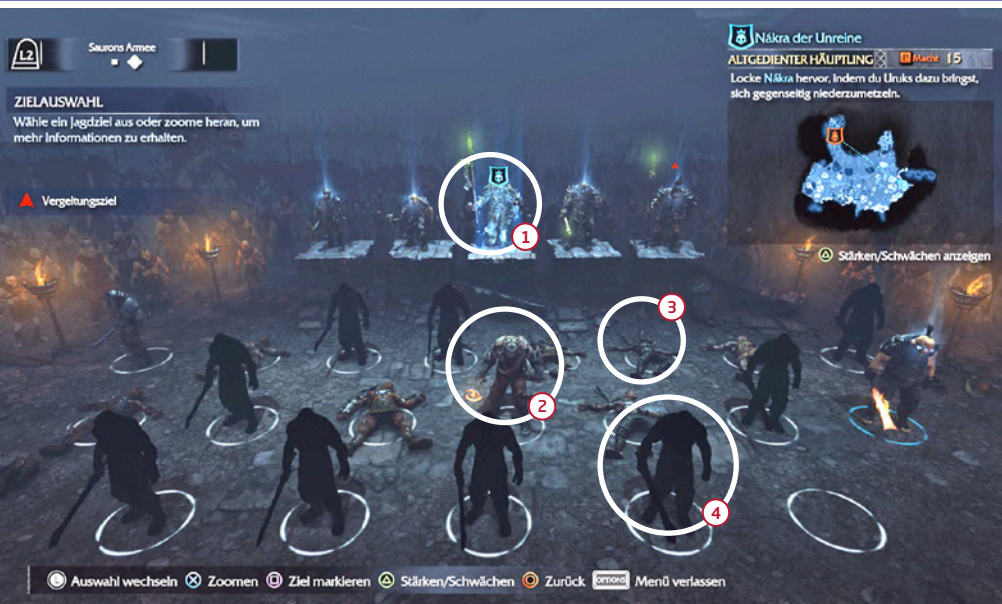 L2
Saurons Armee
ZIELAUSWAHL
Wähle ein Jagdziel aus oder zoome heran, um
mehr Informationen zu erhalten.
Vergeltungsziel
Nákra der Unreine
ALTGEDIENTER HÄUPTLING Macht 15
Locke Nákra hervor, indem du Uruks dazu bringst,
sich gegenseitig niederzumetzeln.
Stärken/Schwächen anzeigen
1
2
3
4
L Auswahl wechseln Zoomen Ziel markieren Stärken/Schwächen Zurück OPTIONS Menü verlassen